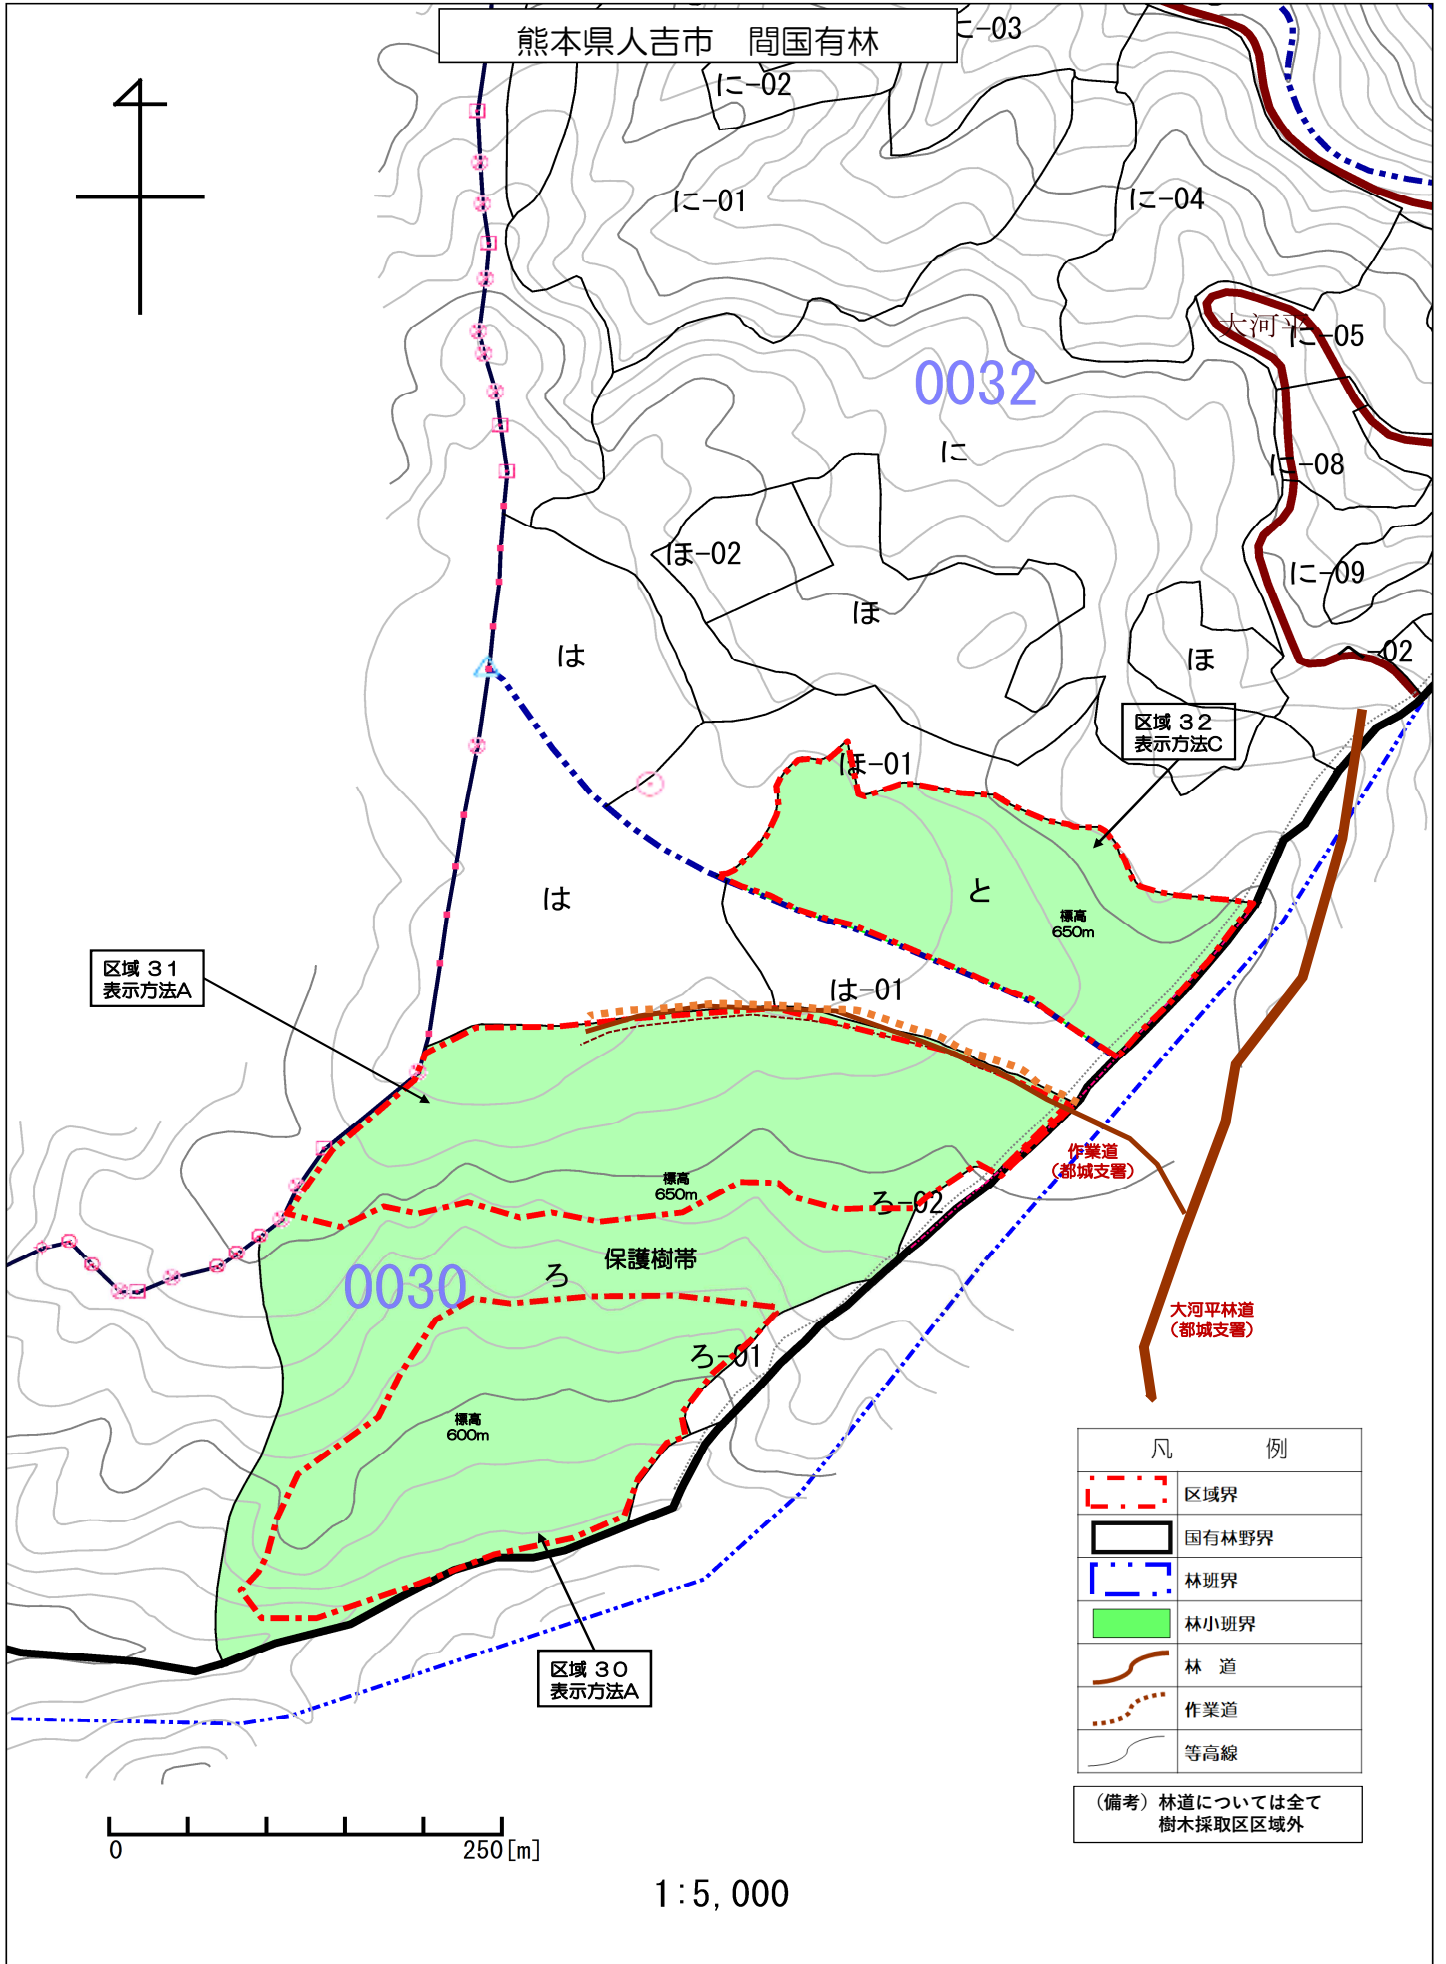 熊本県人吉市　間国有林
に-03
に-02
に-01
に-04
大河平
に-05
0032
に
に-08
ほ-02
に-09
ほ
は
ほ
-02
区域 32
表示方法C
ほ-01
と
は
標高
650m
区域 31
表示方法A
は-01
作業道
(都城支署)
標高
650m
ろ-02
保護樹帯
ろ
0030
大河平林道
(都城支署)
ろ-01
標高
600m
凡　例
区域界
国有林野界
林班界
林小班界
林　道
作業道
等高線
区域 30
表示方法A
(備考) 林道については全て
樹木採取区区域外
0　250[m]
1:5,000